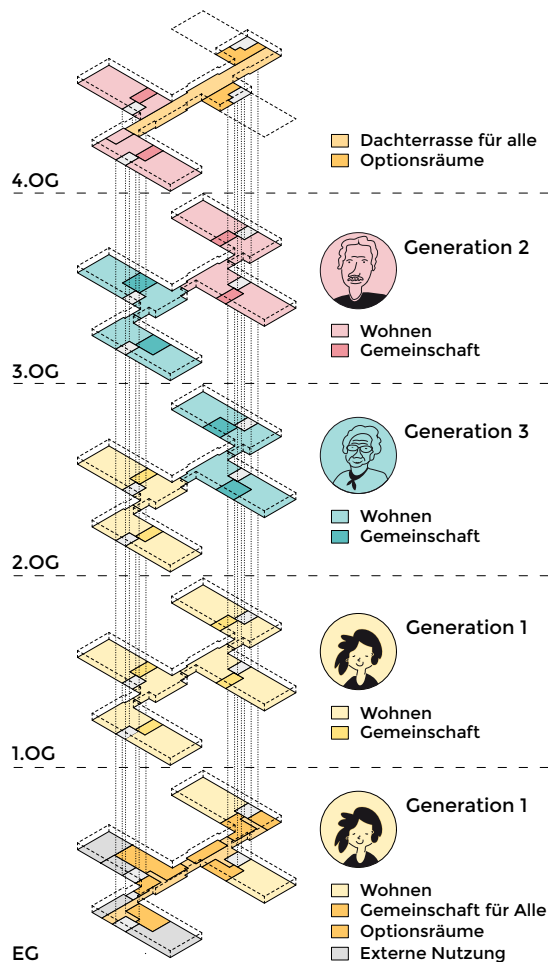 Dachterrasse für alle
Optionsräume
4.OG
Generation 2
Wohnen
Gemeinschaft
3.OG
Generation 3
Wohnen
Gemeinschaft
2.OG
Generation 1
Wohnen
Gemeinschaft
1.OG
Generation 1
Wohnen
Gemeinschaft für Alle
Optionsräume
Externe Nutzung
EG